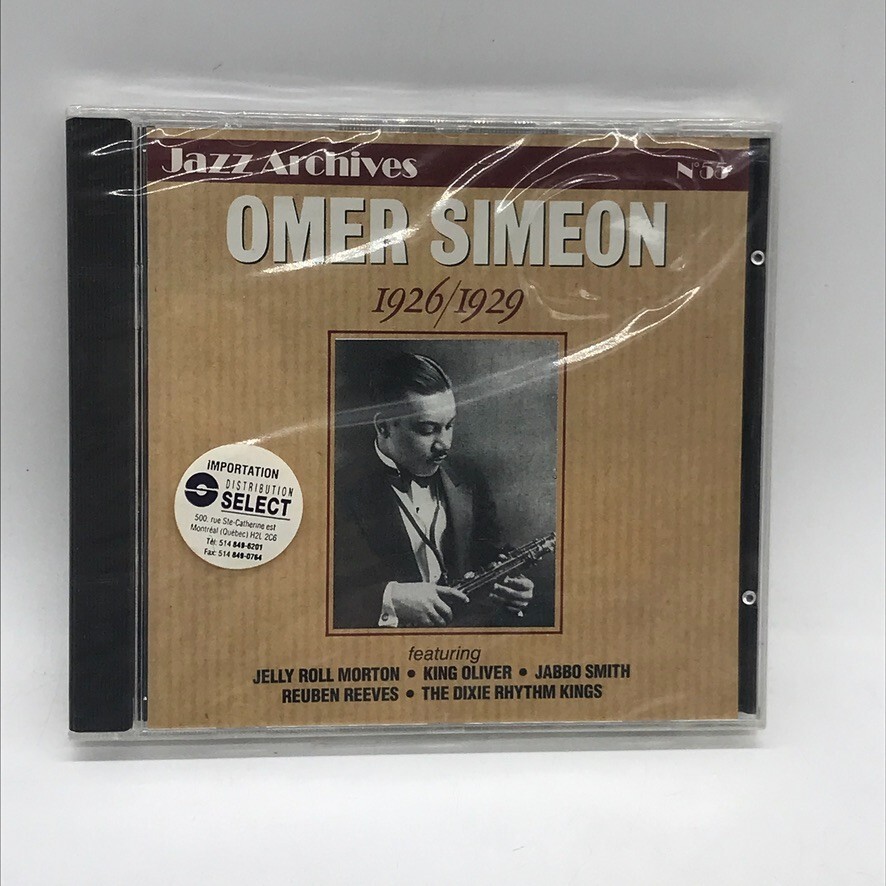 Jazz Archives N°55
OMER SIMEON
1926/1929
IMPORTATION
DISTRIBUTION
SELECT
500, rue Ste-Catherine est
Montréal (Québec) H2L 2C6
Tél: 514 849-6201
Fax: 514 849-0764
featuring
JELLY ROLL MORTON • KING OLIVER • JABBO SMITH
REUBEN REEVES • THE DIXIE RHYTHM KINGS